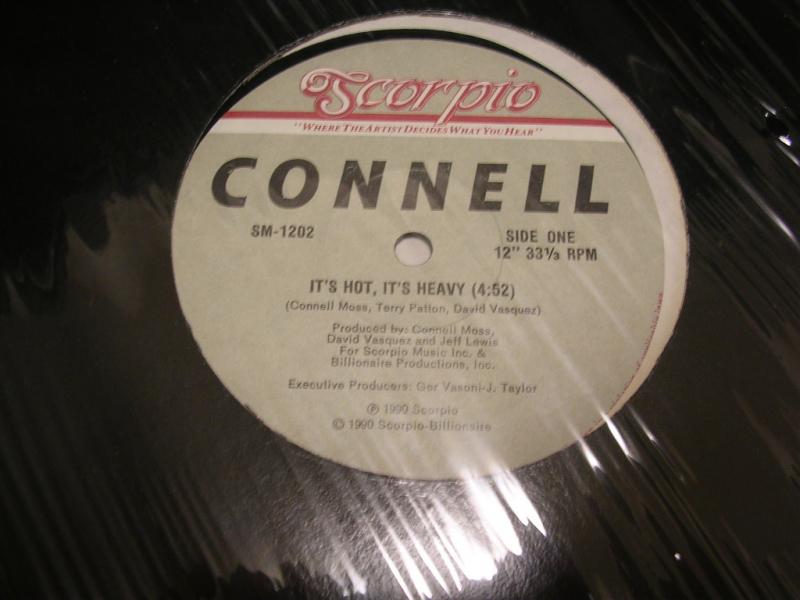 Scorpio
"WHERE THE ARTIST DECIDES WHAT YOU HEAR"
CONNELL
SM-1202
SIDE ONE
12" 33⅓ RPM
IT'S HOT, IT'S HEAVY (4:52)
(Connell Moss, Terry Patton, David Vasquez)
Produced by: Connell Moss,
David Vasquez and Jeff Lewis
For Scorpio Music Inc. &
Billionaire Productions, Inc.
Executive Producers: Ger Vasoni-J. Taylor
℗ 1990 Scorpio
© 1990 Scorpio-Billionaire